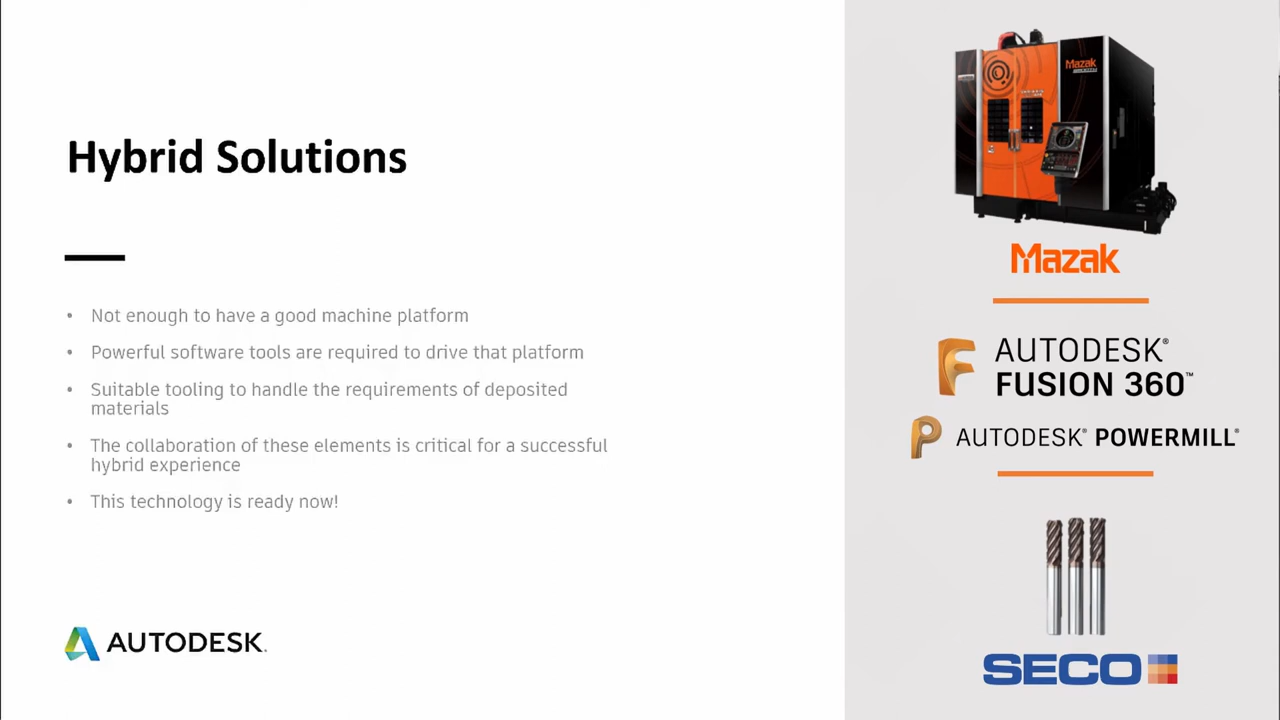 Hybrid Solutions
• Not enough to have a good machine platform
• Powerful software tools are required to drive that platform
• Suitable tooling to handle the requirements of deposited
materials
• The collaboration of these elements is critical for a successful
hybrid experience
• This technology is ready now!
AUTODESK.
Mazak
Mazak
AUTODESK®
FUSION 360™
AUTODESK® POWERMILL®
SECO